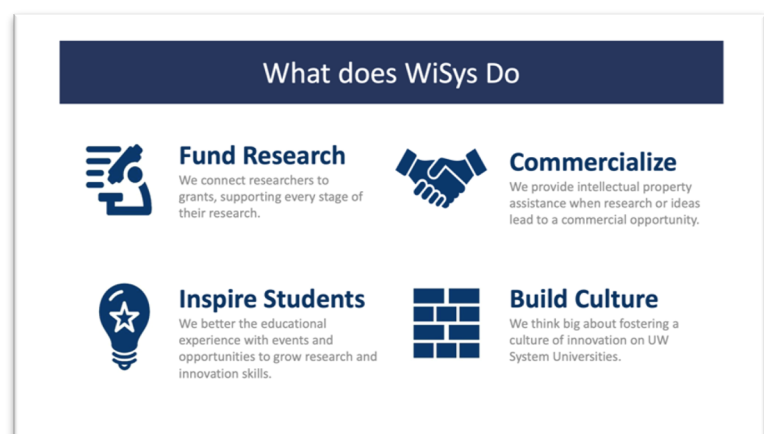 What does WiSys Do
Fund Research
We connect researchers to
grants, supporting every stage of
their research.
Commercialize
We provide intellectual property
assistance when research or ideas
lead to a commercial opportunity.
Inspire Students
We better the educational
experience with events and
opportunities to grow research and
innovation skills.
Build Culture
We think big about fostering a
culture of innovation on UW
System Universities.